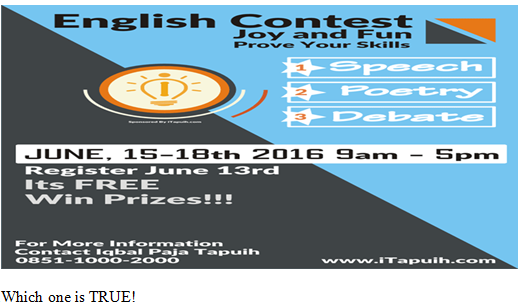 English Contest
Joy and Fun
Prove Your Skills
1 Speech
2 Poetry
3 Debate
Sponsored By iTapuih.com
JUNE, 15-18th 2016 9am - 5pm
Register June 13rd
Its FREE
Win Prizes!!!
For More Information
Contact Iqbal Paja Tapuih
0851-1000-2000
www.iTapuih.com
Which one is TRUE!